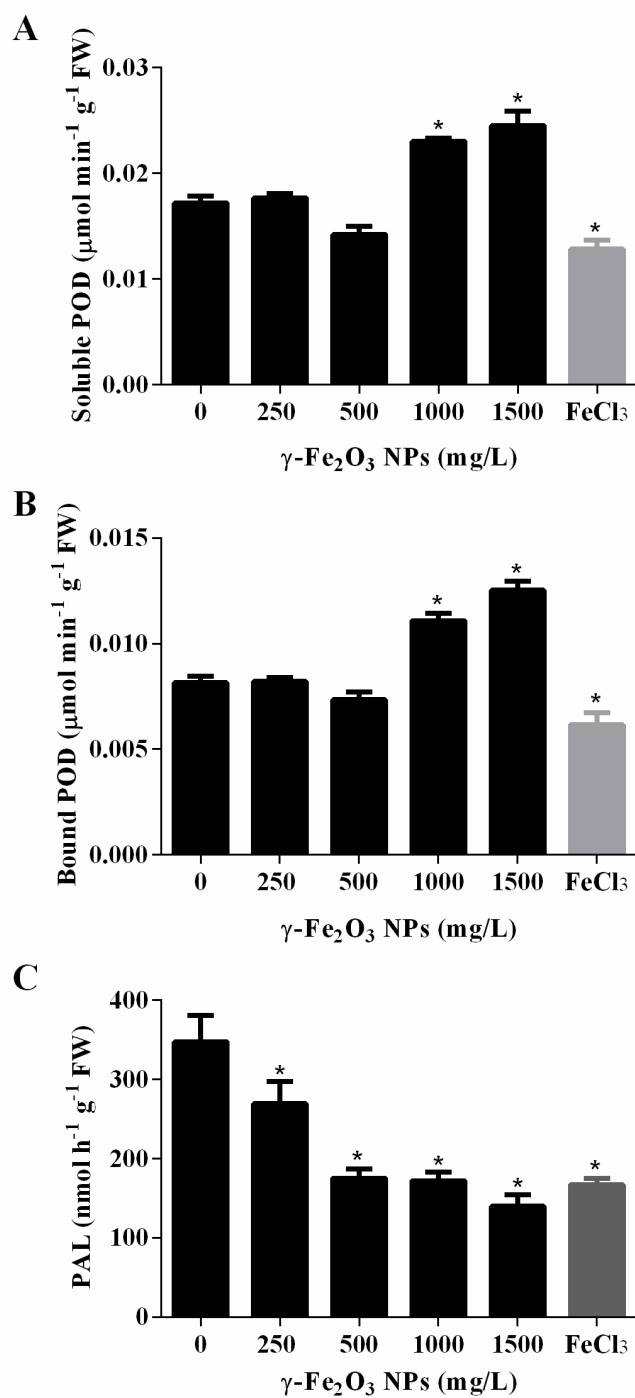 A
Soluble POD (μmol min⁻¹ g⁻¹ FW)
0.03
0.02
0.01
0.00
* * *
0 250 500 1000 1500 FeCl₃
γ-Fe₂O₃ NPs (mg/L)
B
Bound POD (μmol min⁻¹ g⁻¹ FW)
0.015
0.010
0.005
0.000
* * *
0 250 500 1000 1500 FeCl₃
γ-Fe₂O₃ NPs (mg/L)
C
PAL (nmol h⁻¹ g⁻¹ FW)
400
300
200
100
0
* * * * *
0 250 500 1000 1500 FeCl₃
γ-Fe₂O₃ NPs (mg/L)